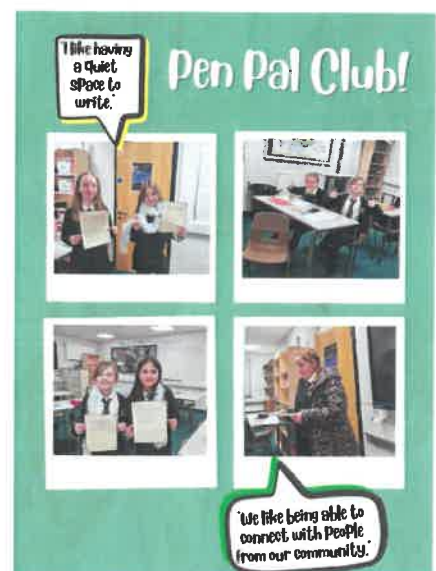 "I like having
a quiet
space to
write."
Pen Pal Club!
"We like being able to
connect with People
from our community."